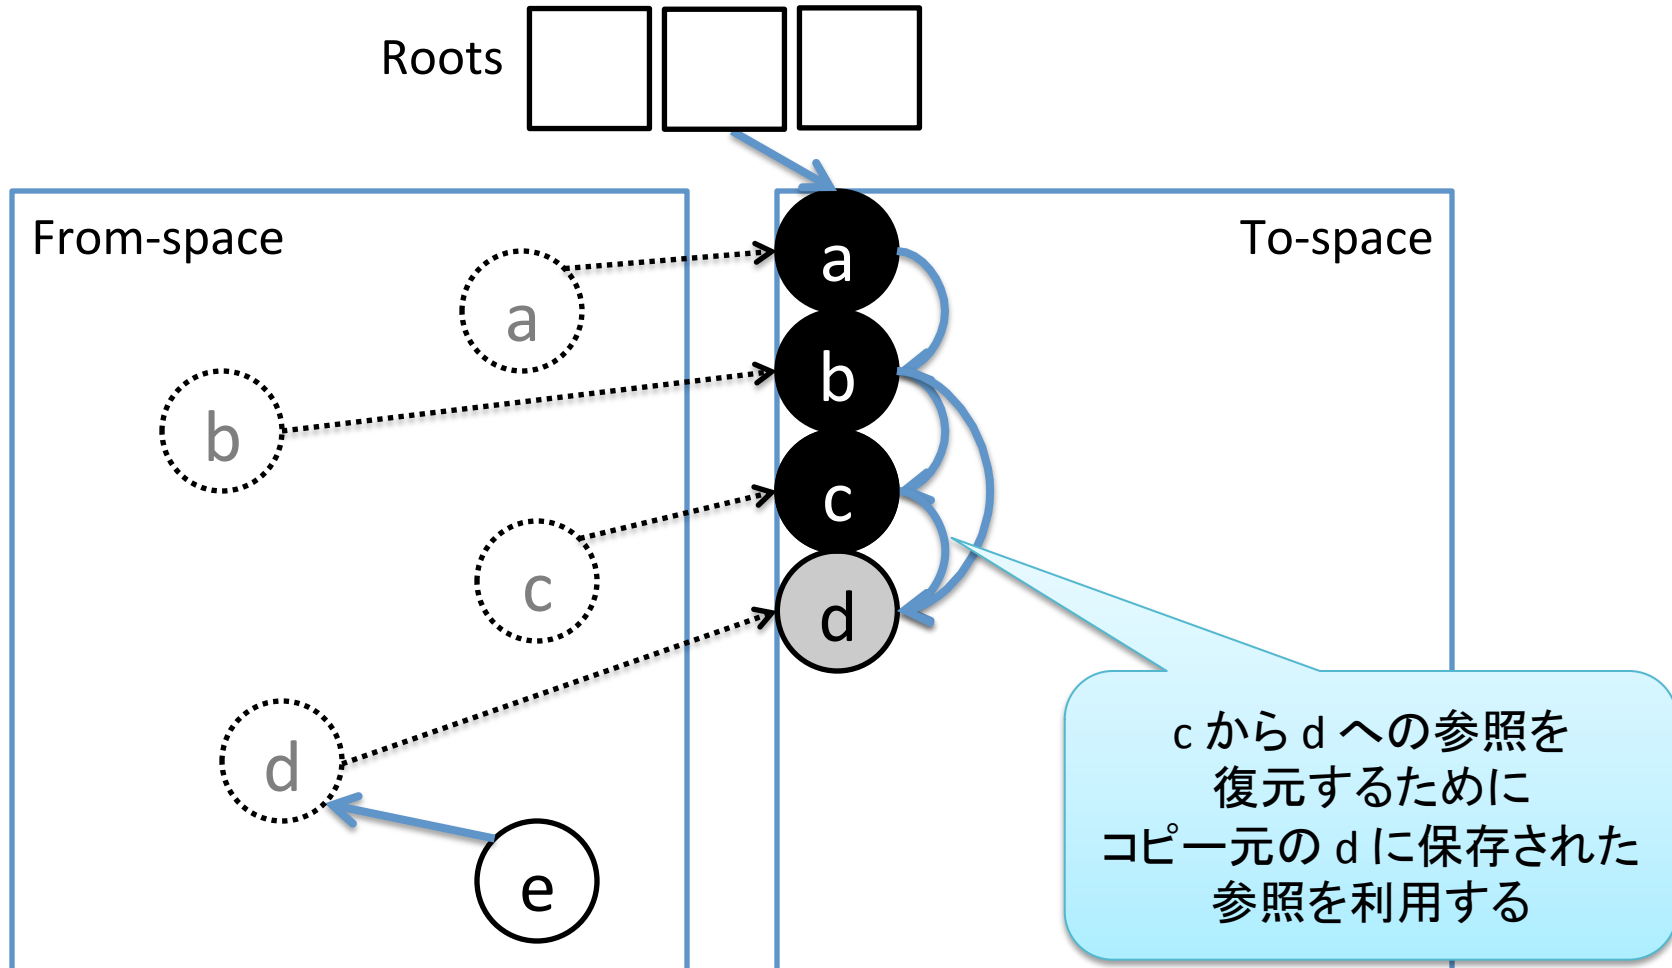 Roots
From-space
To-space
a
a
b
b
c
c
d
d
e
c から d への参照を
復元するために
コピー元の d に保存された
参照を利用する